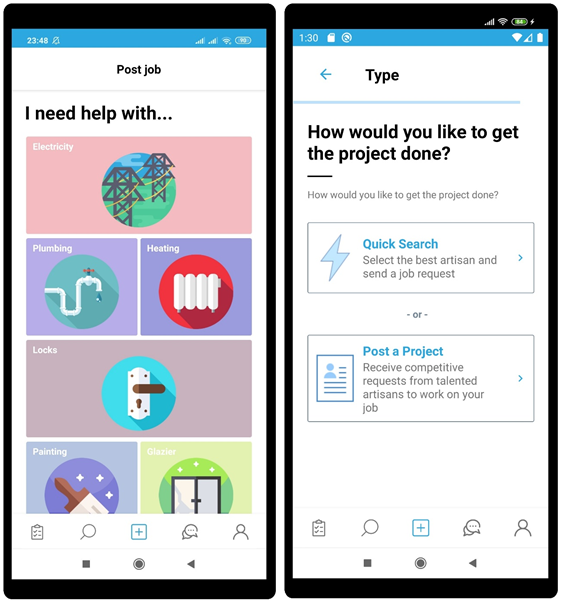 23:48
90
Post job
I need help with...
Electricity
Plumbing
Heating
Locks
Painting
Glazier
84
1:30
Type
How would you like to get
the project done?
How would you like to get the project done?
Quick Search
Select the best artisan and
send a job request
- or -
Post a Project
Receive competitive
requests from talented
artisans to work on your
job